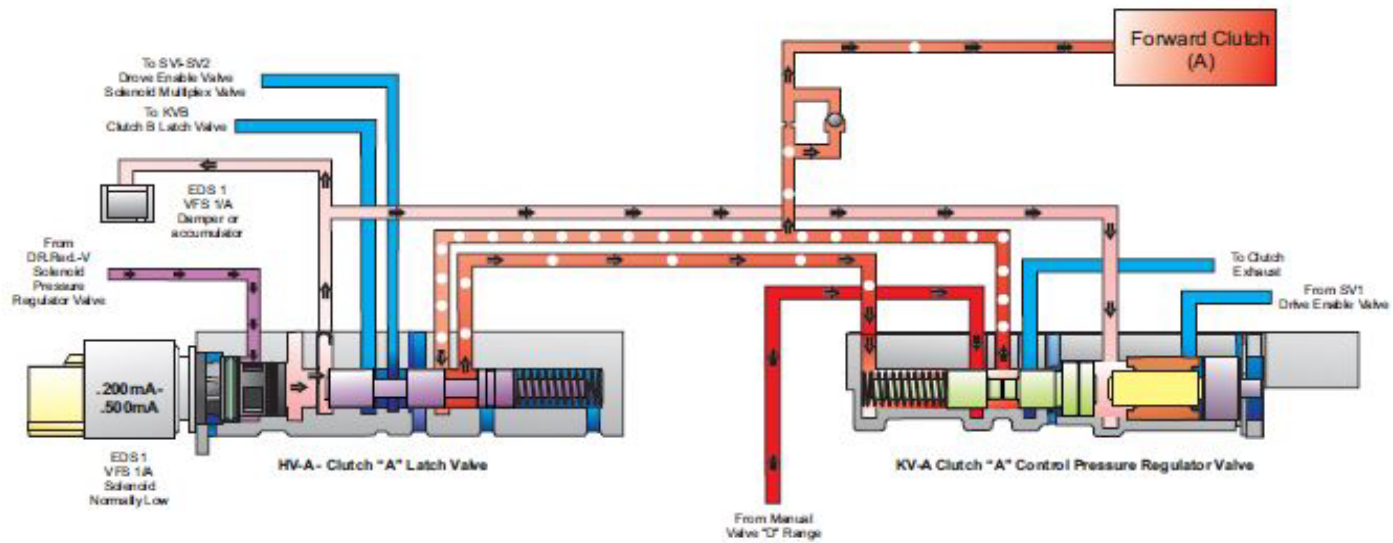 Forward Clutch
(A)
To SVI-SV2
Drove Enable Valve
Solenoid Multiplex Valve
To KVB
Clutch B Latch Valve
EDS 1
VFS 1/A
Damper or
accumulator
From
DR.Red.-V
Solenoid
Pressure
Regulator Valve
To Clutch
Exhaust
From SV1
Drive Enable Valve
.200mA-
.500mA
EDS 1
VFS 1/A
Solenoid
Normally Low
HV-A - Clutch "A" Latch Valve
KV-A Clutch "A" Control Pressure Regulator Valve
From Manual
Valve "D" Range